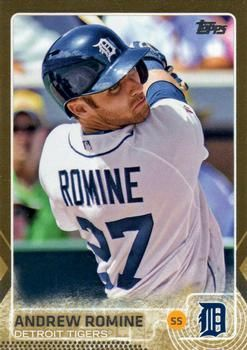 Topps
D
ROMINE
27
ANDREW ROMINE
SS
DETROIT TIGERS
D